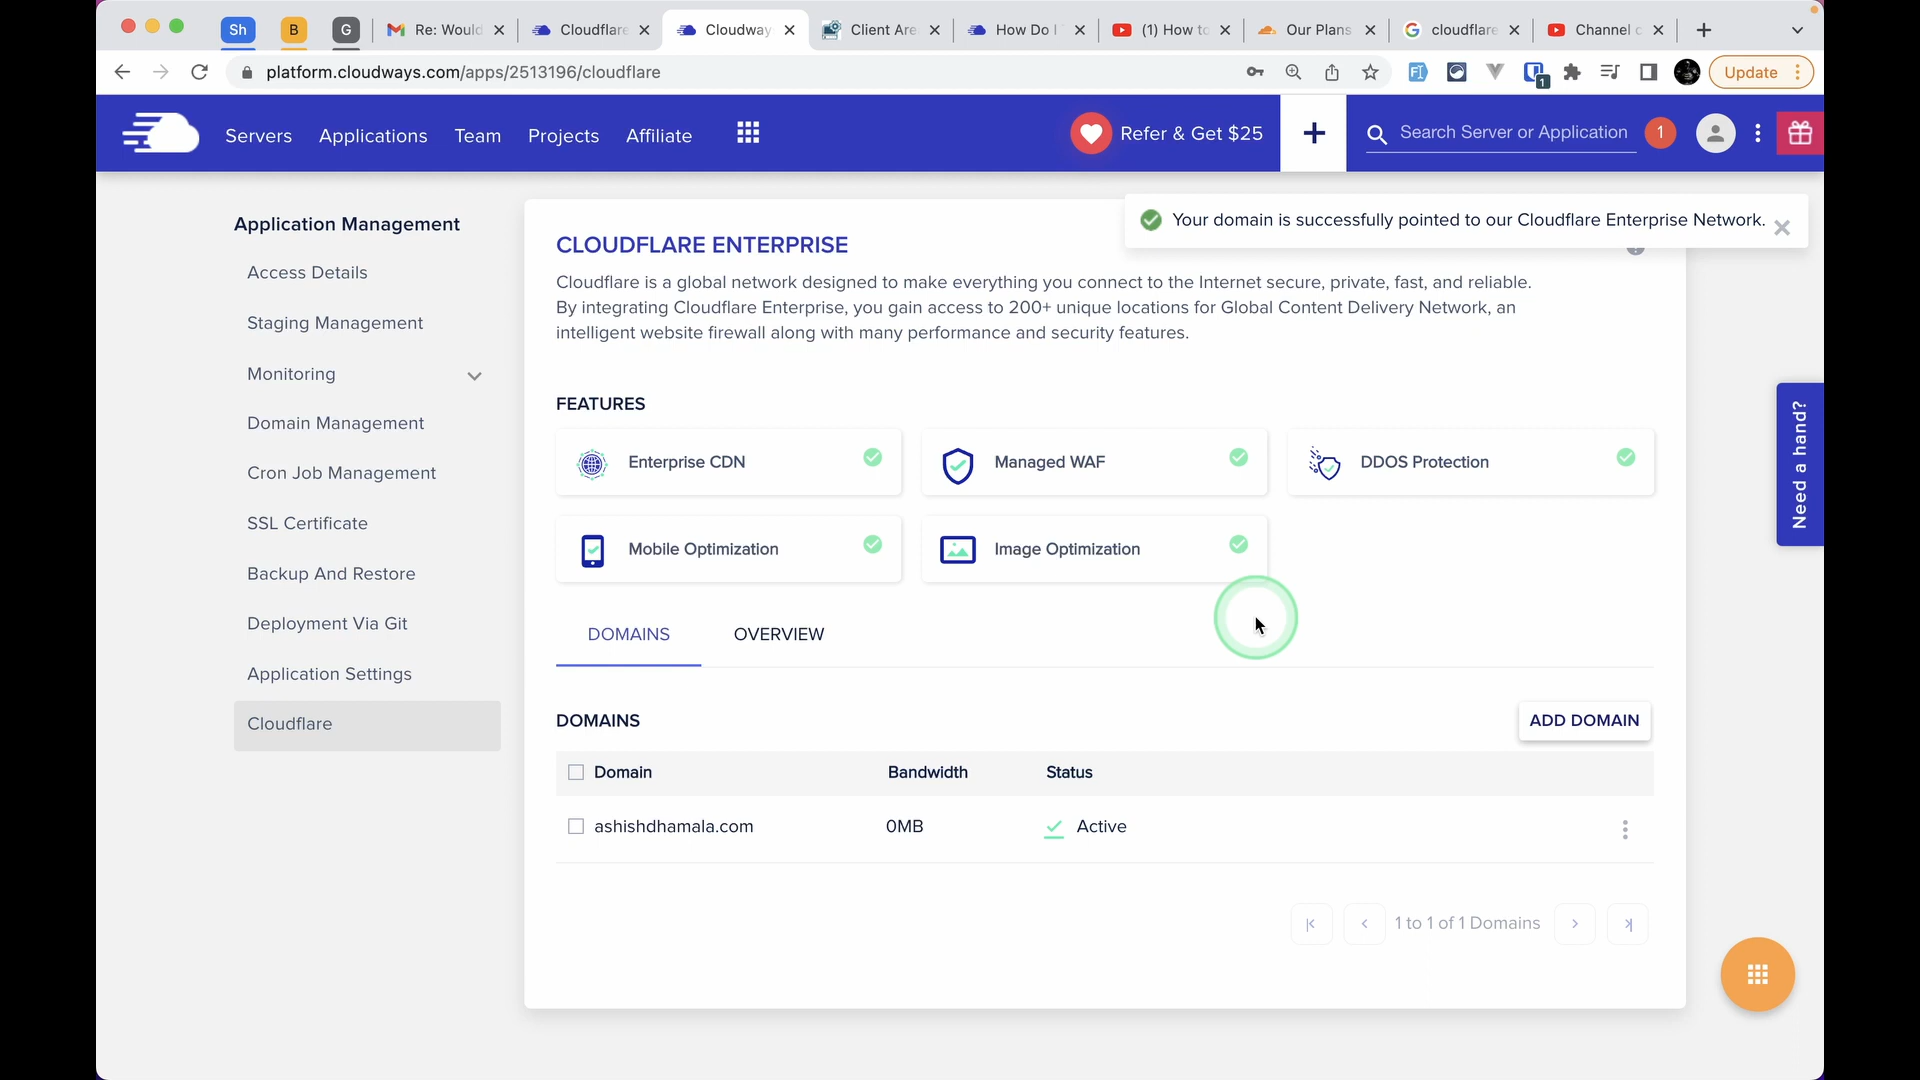 Sh
B
G
Re: Would
Cloudflare
Cloudway
Client Are
How Do I
(1) How to
Our Plans
cloudflare
Channel c
platform.cloudways.com/apps/2513196/cloudflare
1
Update
Servers
Applications
Team
Projects
Affiliate
Refer & Get $25
+
Search Server or Application
1
Application Management
Access Details
Staging Management
Monitoring
Domain Management
Cron Job Management
SSL Certificate
Backup And Restore
Deployment Via Git
Application Settings
Cloudflare
Your domain is successfully pointed to our Cloudflare Enterprise Network.
CLOUDFLARE ENTERPRISE
Cloudflare is a global network designed to make everything you connect to the Internet secure, private, fast, and reliable.
By integrating Cloudflare Enterprise, you gain access to 200+ unique locations for Global Content Delivery Network, an
intelligent website firewall along with many performance and security features.
FEATURES
Enterprise CDN
Managed WAF
DDOS Protection
Mobile Optimization
Image Optimization
DOMAINS
OVERVIEW
DOMAINS
ADD DOMAIN
Domain
Bandwidth
Status
ashishdhamala.com
0MB
Active
1 to 1 of 1 Domains
Need a hand?